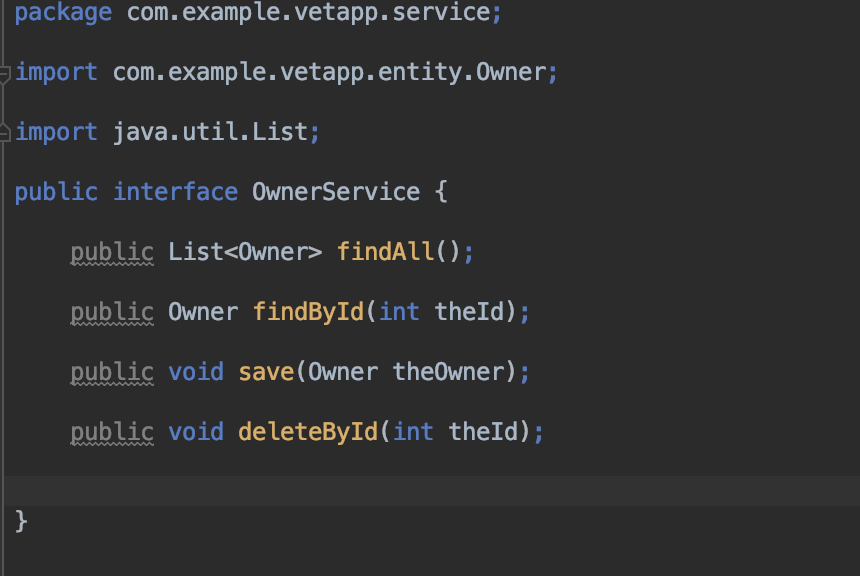 package com.example.vetapp.service;
import com.example.vetapp.entity.Owner;
import java.util.List;
public interface OwnerService {
public List<Owner> findAll();
public Owner findById(int theId);
public void save(Owner theOwner);
public void deleteById(int theId);
}